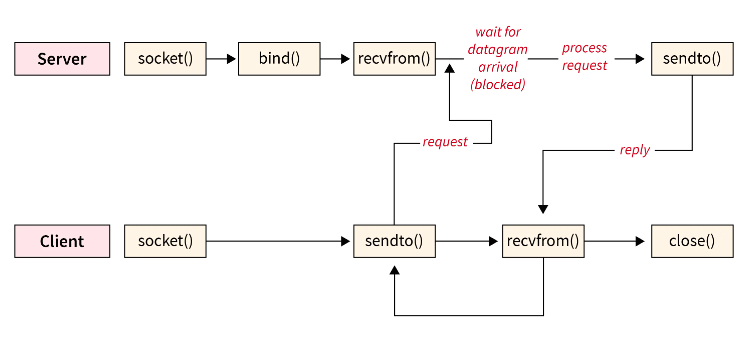 Server
socket()
bind()
recvfrom()
wait for
datagram
arrival
(blocked)
process
request
sendto()
request
reply
Client
socket()
sendto()
recvfrom()
close()